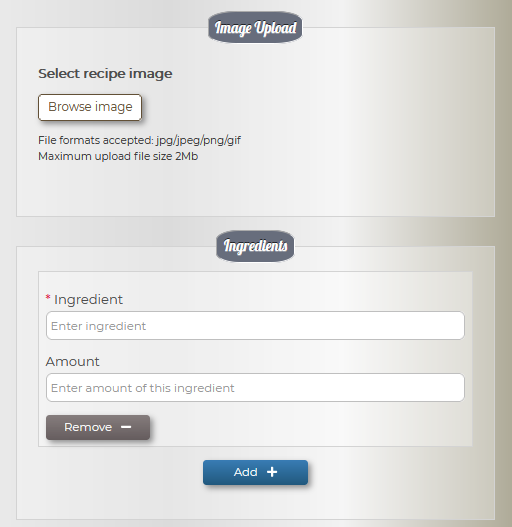 Image Upload
Select recipe image
Browse image
File formats accepted: jpg/jpeg/png/gif
Maximum upload file size 2Mb
Ingredients
* Ingredient
Enter ingredient
Amount
Enter amount of this ingredient
Remove −
Add +